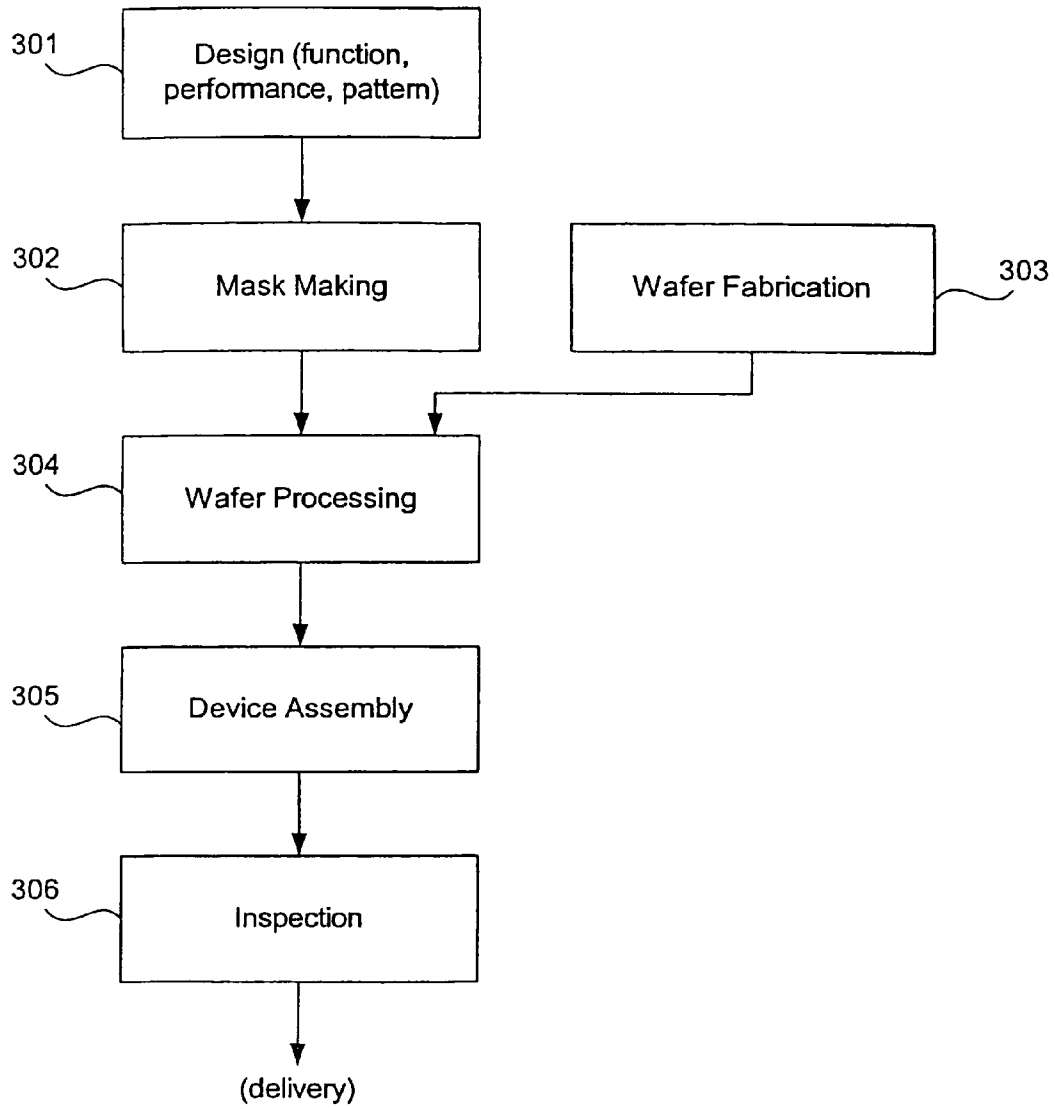 301
Design (function,
performance, pattern)
302
Mask Making
Wafer Fabrication
303
304
Wafer Processing
305
Device Assembly
306
Inspection
(delivery)